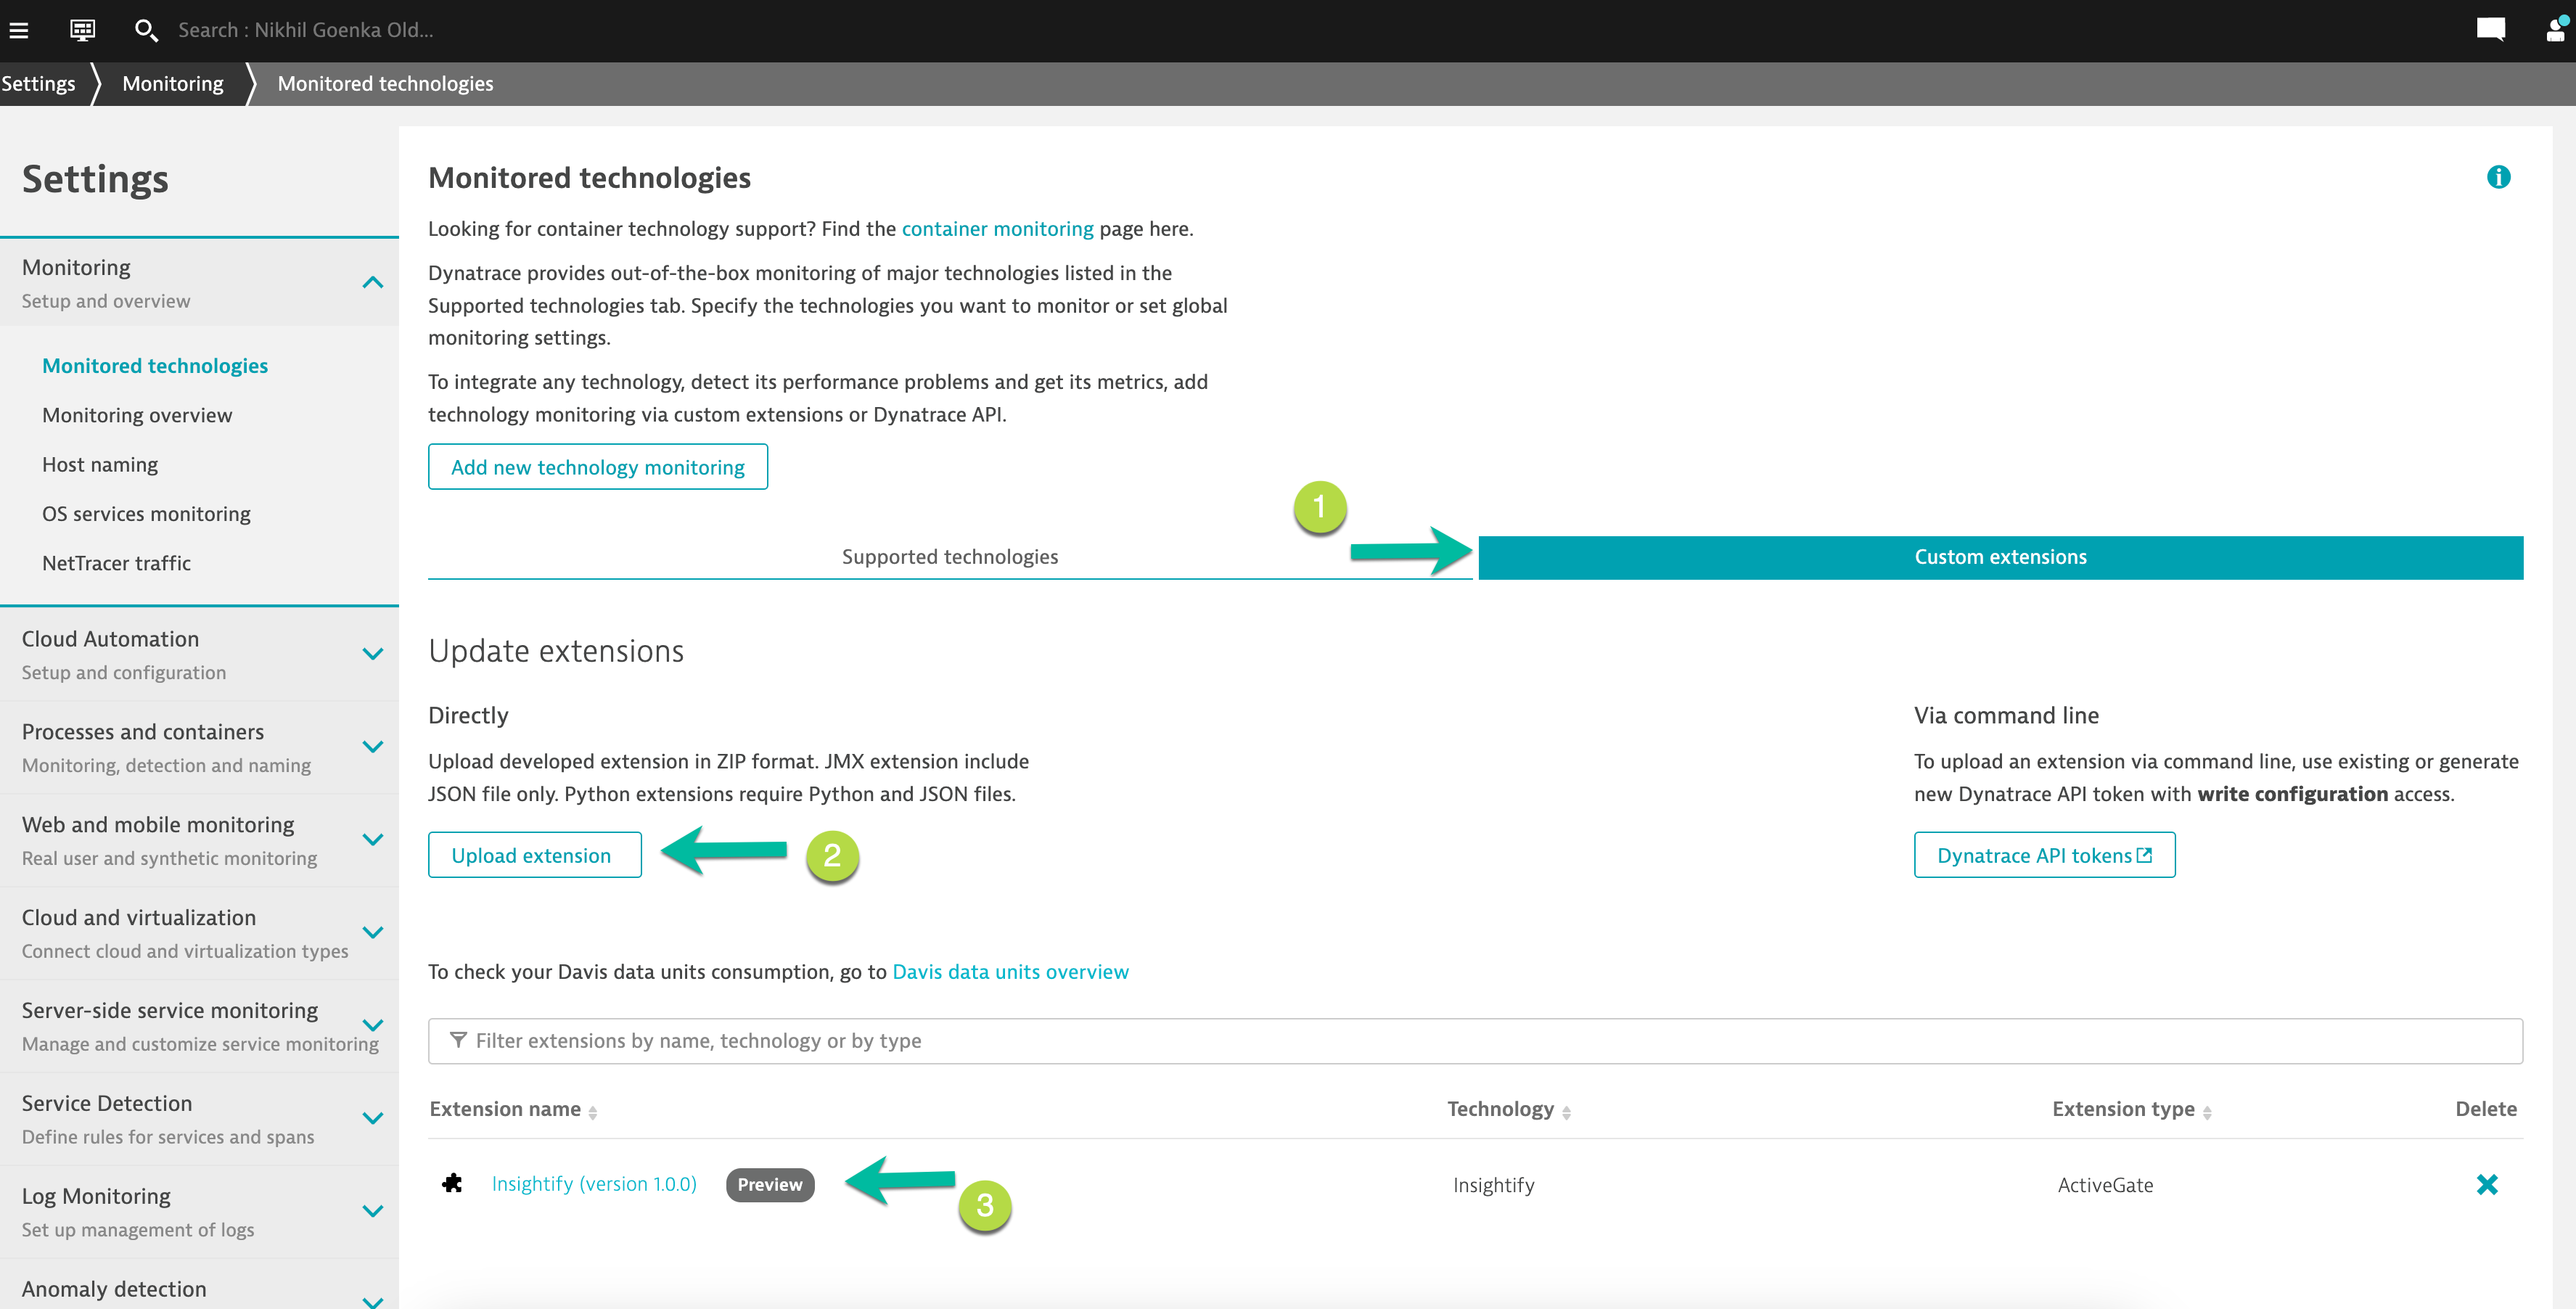 Search : Nikhil Goenka Old...
Settings
Monitoring
Monitored technologies
Settings
Monitoring
Setup and overview
Monitored technologies
Monitoring overview
Host naming
OS services monitoring
NetTracer traffic
Cloud Automation
Setup and configuration
Processes and containers
Monitoring, detection and naming
Web and mobile monitoring
Real user and synthetic monitoring
Cloud and virtualization
Connect cloud and virtualization types
Server-side service monitoring
Manage and customize service monitoring
Service Detection
Define rules for services and spans
Log Monitoring
Set up management of logs
Anomaly detection
Monitored technologies
Looking for container technology support? Find the container monitoring page here.
Dynatrace provides out-of-the-box monitoring of major technologies listed in the
Supported technologies tab. Specify the technologies you want to monitor or set global
monitoring settings.
To integrate any technology, detect its performance problems and get its metrics, add
technology monitoring via custom extensions or Dynatrace API.
Add new technology monitoring
1
Supported technologies
Custom extensions
Update extensions
Directly
Upload developed extension in ZIP format. JMX extension include
JSON file only. Python extensions require Python and JSON files.
Upload extension
2
Via command line
To upload an extension via command line, use existing or generate
new Dynatrace API token with write configuration access.
Dynatrace API tokens
To check your Davis data units consumption, go to Davis data units overview
Filter extensions by name, technology or by type
Extension name Technology Extension type Delete
Insightify (version 1.0.0) Preview Insightify ActiveGate
3